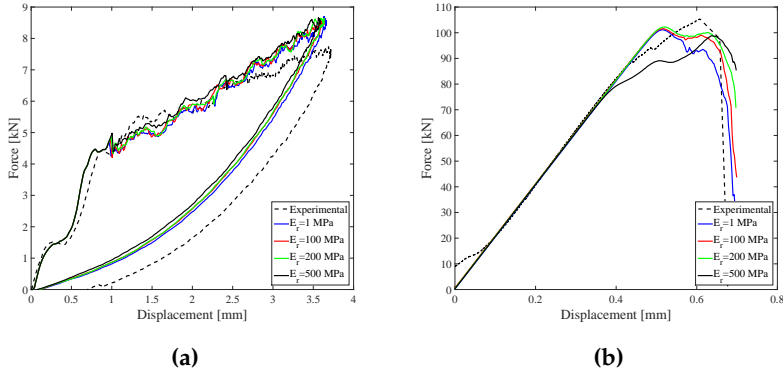 9
8
7
6
5
4
3
2
1
0
Force [kN]
0 0.5 1 1.5 2 2.5 3 3.5 4
Displacement [mm]
Experimental
E_r=1 MPa
E_r=100 MPa
E_r=200 MPa
E_r=500 MPa
(a)
110
100
90
80
70
60
50
40
30
20
10
0
Force [kN]
0 0.2 0.4 0.6 0.8
Displacement [mm]
Experimental
E_r=1 MPa
E_r=100 MPa
E_r=200 MPa
E_r=500 MPa
(b)